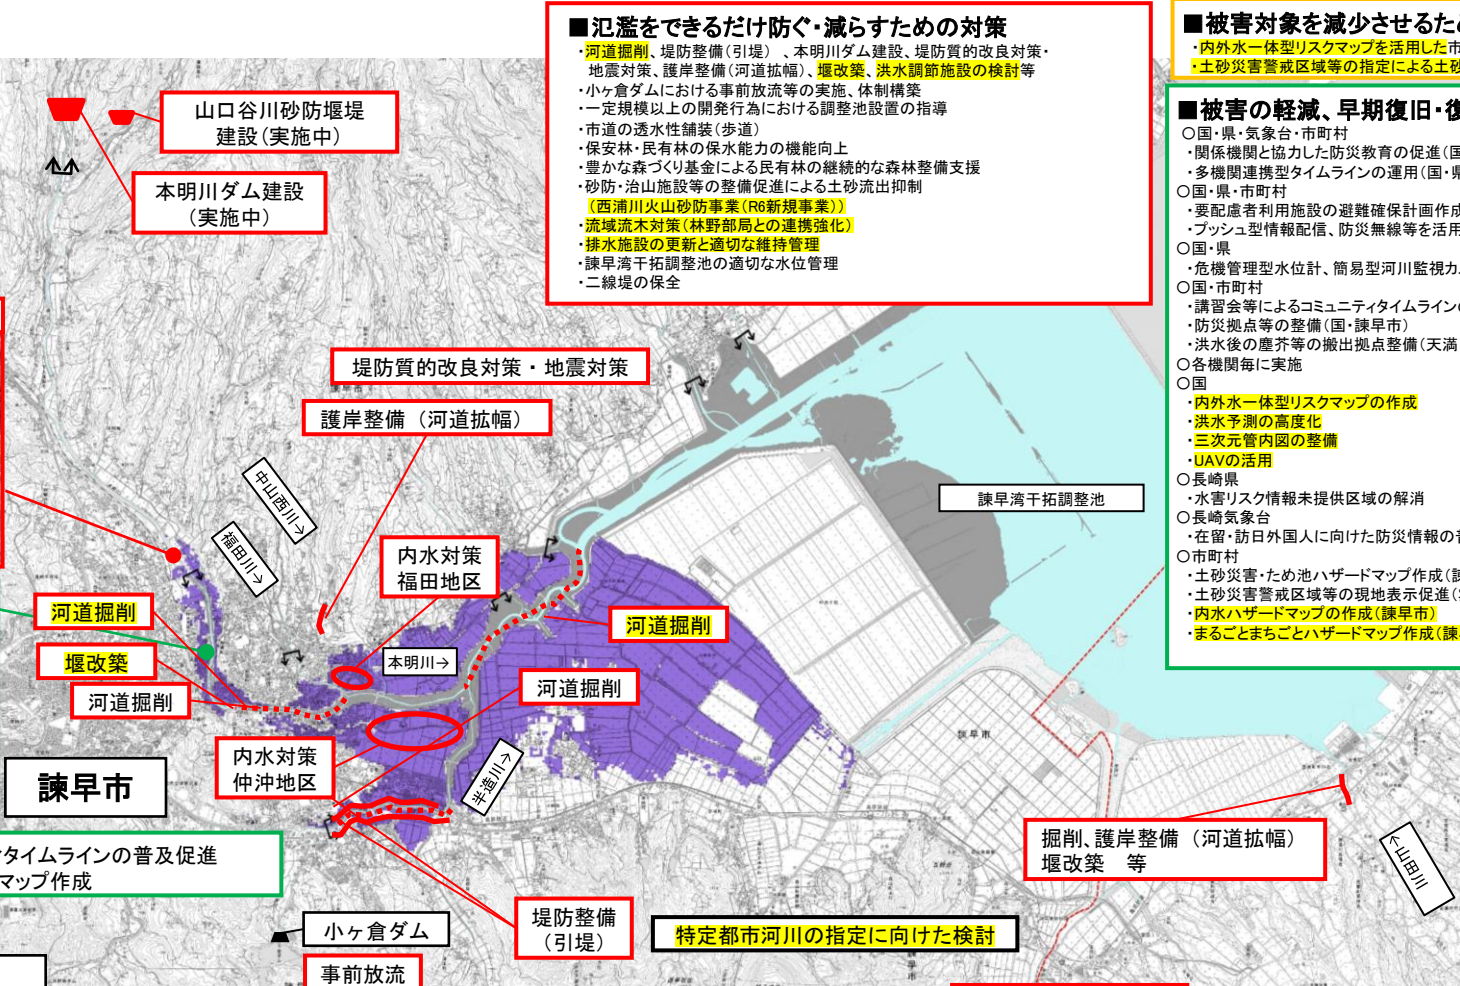 ■氾濫をできるだけ防ぐ・減らすための対策
・河道掘削、堤防整備(引堤)、本明川ダム建設、堤防質的改良対策・
地震対策、護岸整備(河道拡幅)、堰改築、洪水調節施設の検討等
・小ヶ倉ダムにおける事前放流等の実施、体制構築
・一定規模以上の開発行為における調整池設置の指導
・市道の透水性舗装(歩道)
・保安林・民有林の保水能力の機能向上
・豊かな森づくり基金による民有林の継続的な森林整備支援
・砂防・治山施設等の整備促進による土砂流出抑制
(西浦川火山砂防事業(R6新規事業))
・流域流木対策(林野部局との連携強化)
・排水施設の更新と適切な維持管理
・諫早湾干拓調整池の適切な水位管理
・二線堤の保全
■被害対象を減少させるため
・内外水一体型リスクマップを活用した市
・土砂災害警戒区域等の指定による土砂
■被害の軽減、早期復旧・復
○国・県・気象台・市町村
・関係機関と協力した防災教育の促進(国
・多機関連携型タイムラインの運用(国・県
○国・県・市町村
・要配慮者利用施設の避難確保計画作成
・プッシュ型情報配信、防災無線等を活用
○国・県
・危機管理型水位計、簡易型河川監視カメ
○国・市町村
・講習会等によるコミュニティタイムラインの
・防災拠点等の整備(国・諫早市)
・洪水後の塵芥等の搬出拠点整備(天満
○各機関毎に実施
○国
・内外水一体型リスクマップの作成
・洪水予測の高度化
・三次元管内図の整備
・UAVの活用
○長崎県
・水害リスク情報未提供区域の解消
○長崎気象台
・在留・訪日外国人に向けた防災情報の普
○市町村
・土砂災害・ため池ハザードマップ作成(諫
・土砂災害警戒区域等の現地表示促進(
・内水ハザードマップの作成(諫早市)
・まるごとまちごとハザードマップ作成(諫
山口谷川砂防堰堤
建設(実施中)
本明川ダム建設
(実施中)
堤防質的改良対策・地震対策
護岸整備(河道拡幅)
中山西川→
福田川→
内水対策
福田地区
諫早湾干拓調整池
河道掘削
河道掘削
堰改築
本明川→
河道掘削
河道掘削
内水対策
仲沖地区
半造川→
諫早市
諫早市
掘削、護岸整備(河道拡幅)
堰改築 等
←山田川
タイムラインの普及促進
マップ作成
小ヶ倉ダム
事前放流
堤防整備
(引堤)
特定都市河川の指定に向けた検討